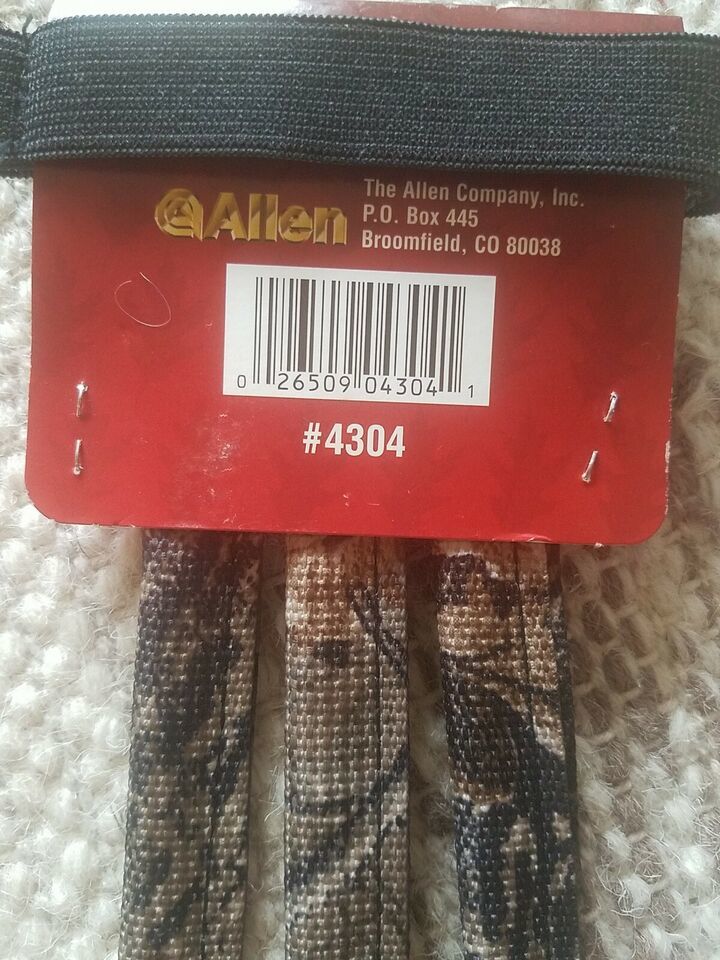 Allen
The Allen Company, Inc.
P.O. Box 445
Broomfield, CO 80038
0 26509 04304 1
#4304